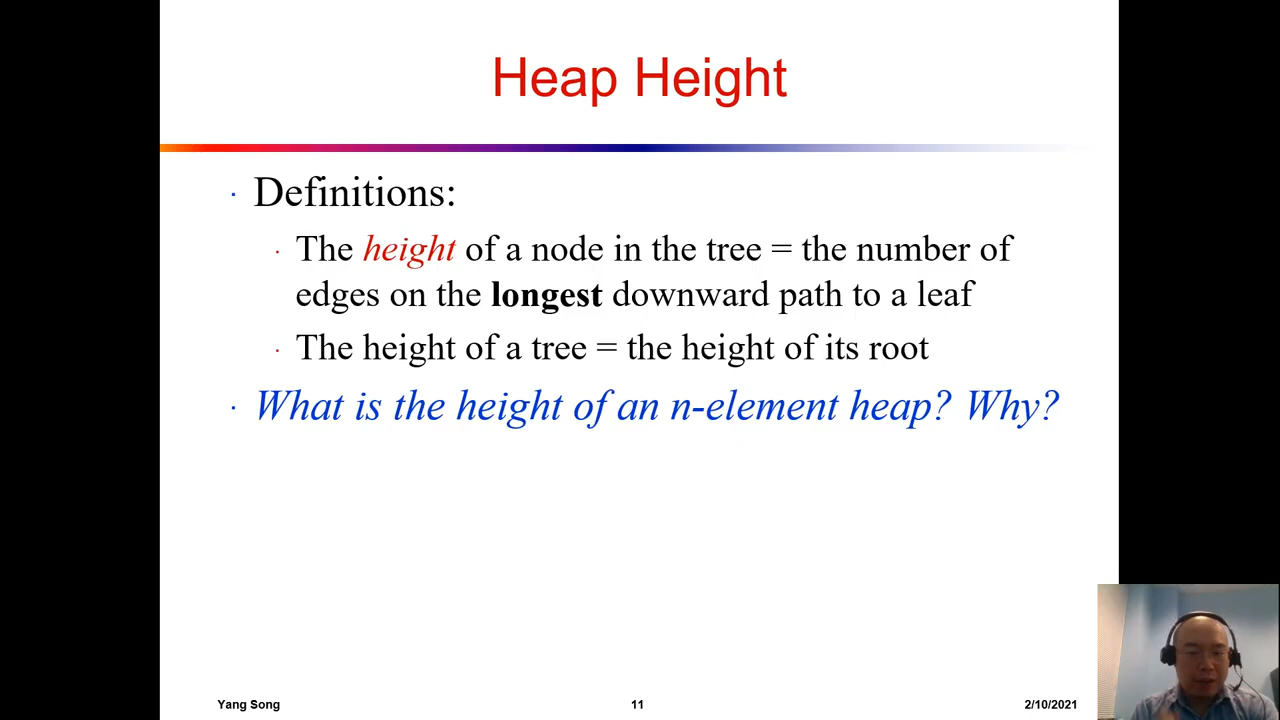 Heap Height
· Definitions:
· The height of a node in the tree = the number of
edges on the longest downward path to a leaf
· The height of a tree = the height of its root
· What is the height of an n-element heap? Why?
Yang Song
11
2/10/2021